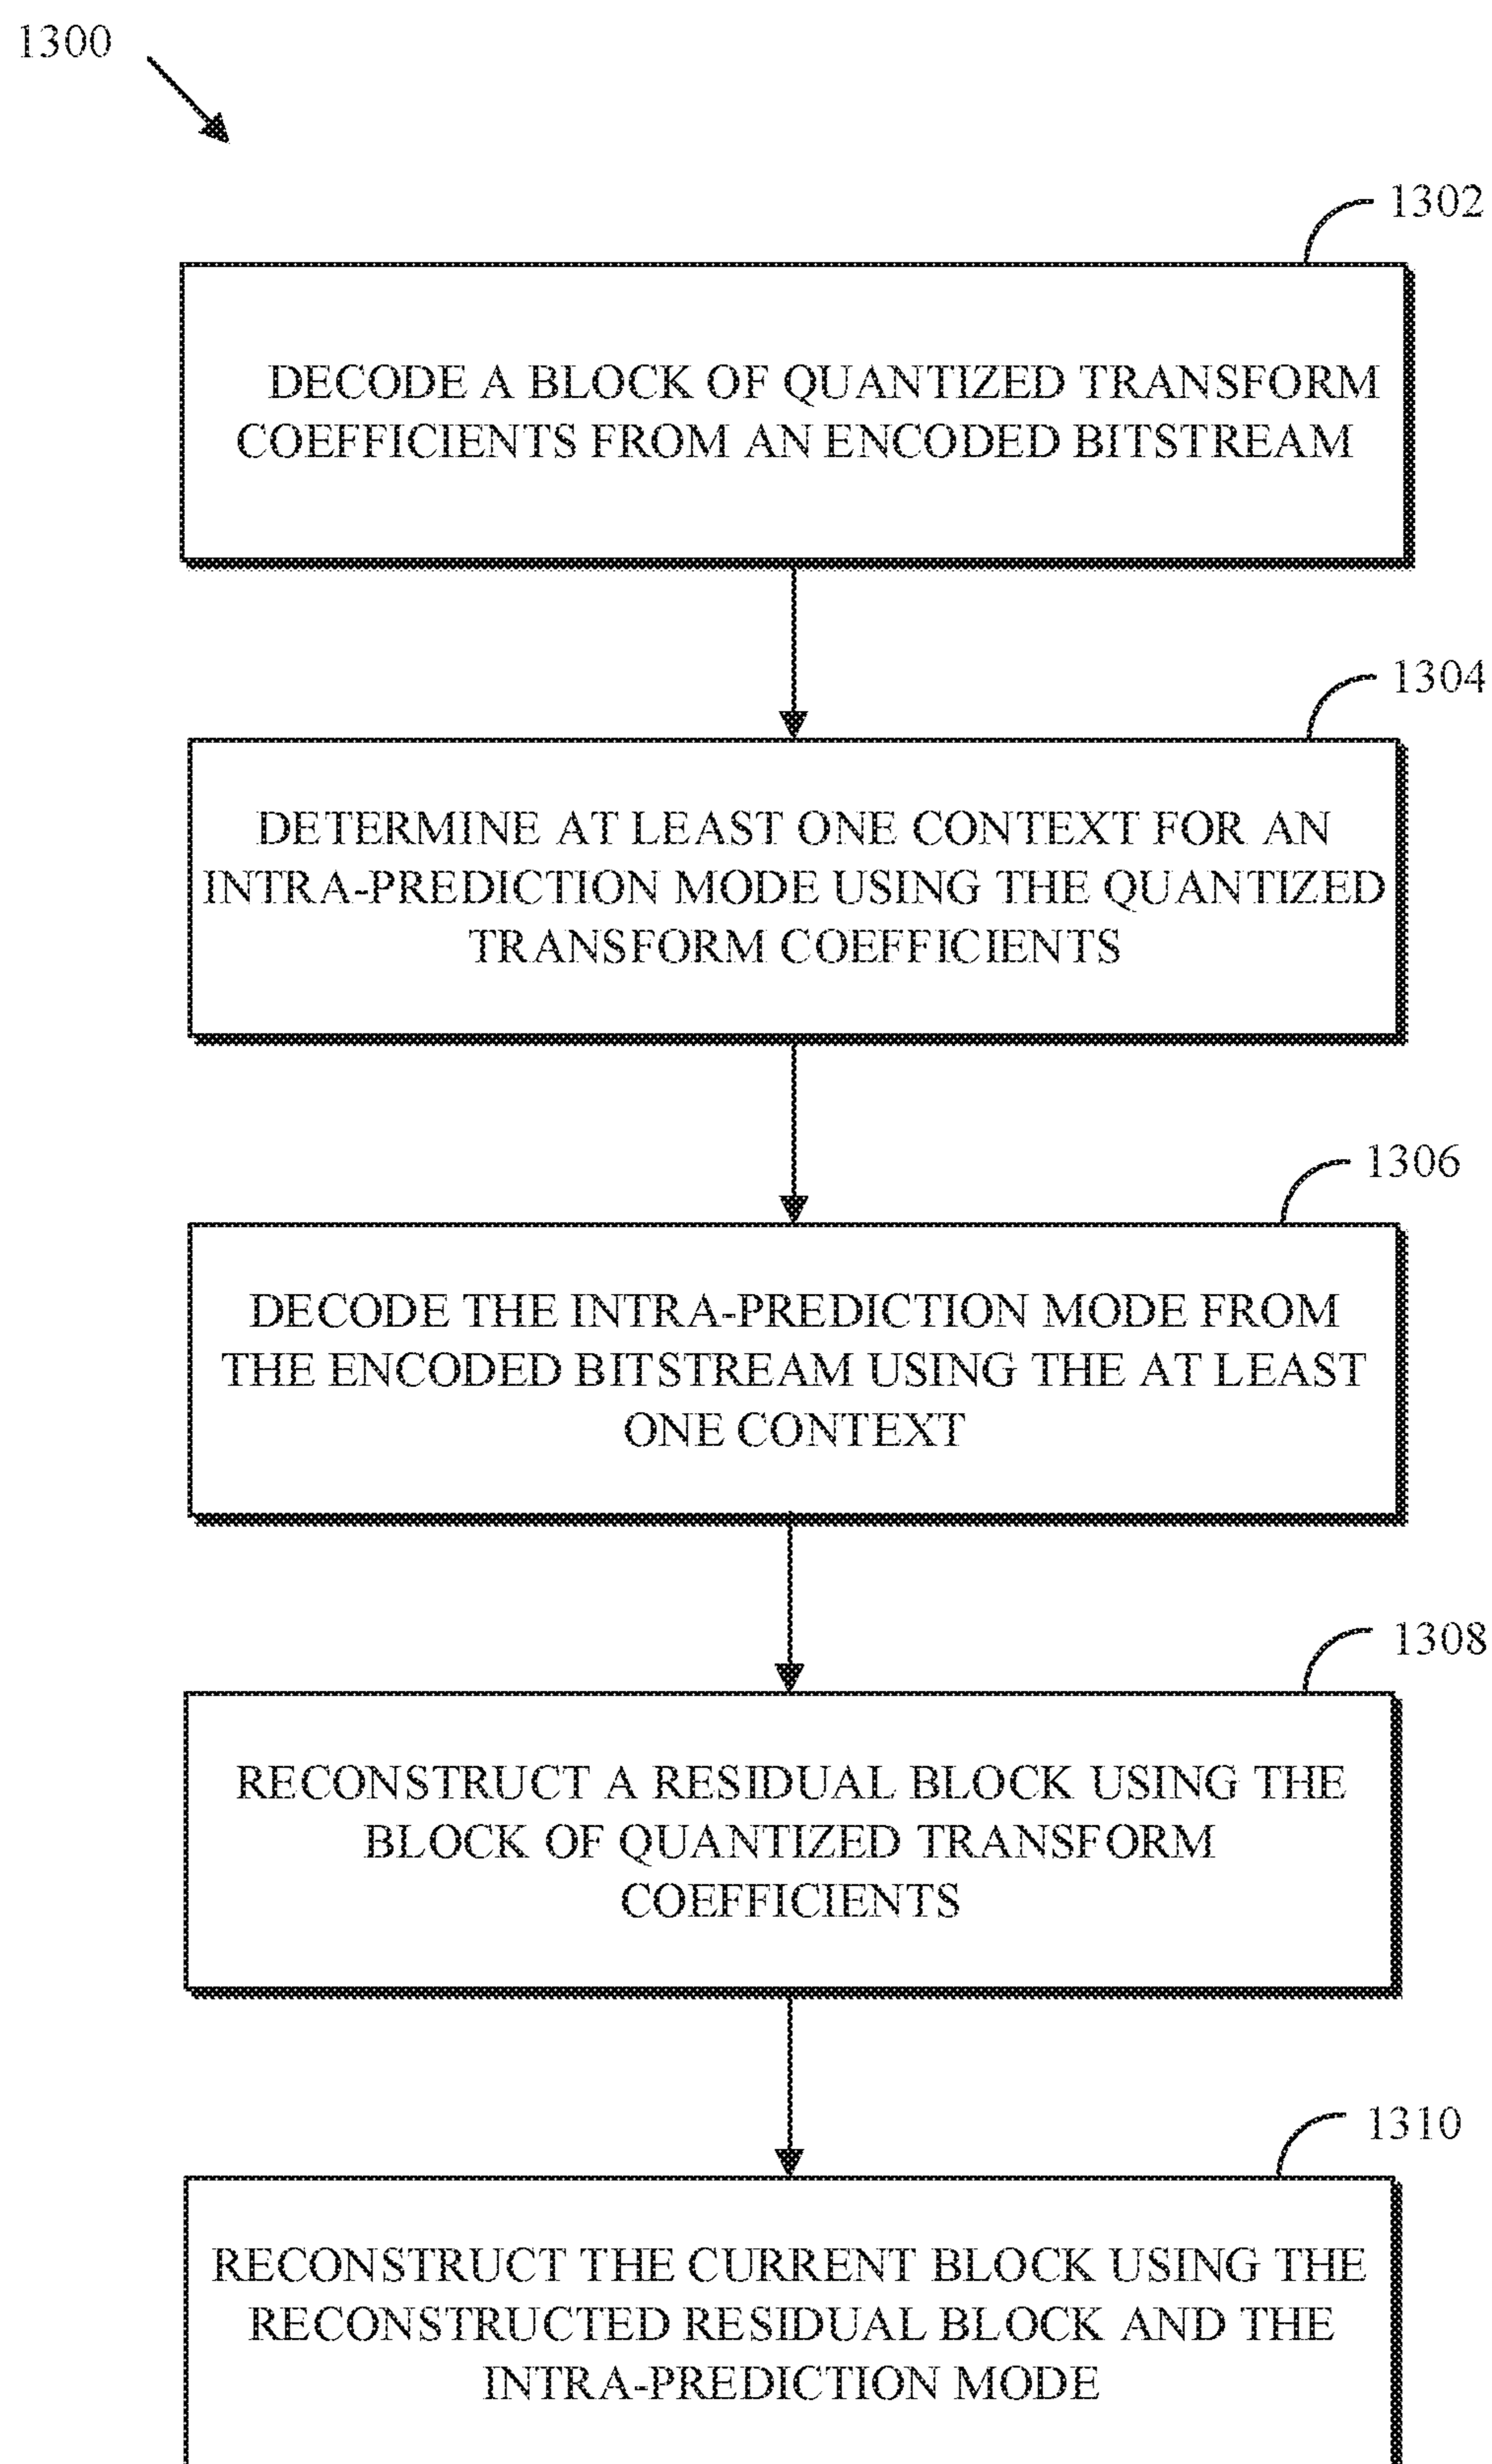 1300
1302
DECODE A BLOCK OF QUANTIZED TRANSFORM
COEFFICIENTS FROM AN ENCODED BITSTREAM
1304
DETERMINE AT LEAST ONE CONTEXT FOR AN
INTRA-PREDICTION MODE USING THE QUANTIZED
TRANSFORM COEFFICIENTS
1306
DECODE THE INTRA-PREDICTION MODE FROM
THE ENCODED BITSTREAM USING THE AT LEAST
ONE CONTEXT
1308
RECONSTRUCT A RESIDUAL BLOCK USING THE
BLOCK OF QUANTIZED TRANSFORM
COEFFICIENTS
1310
RECONSTRUCT THE CURRENT BLOCK USING THE
RECONSTRUCTED RESIDUAL BLOCK AND THE
INTRA-PREDICTION MODE